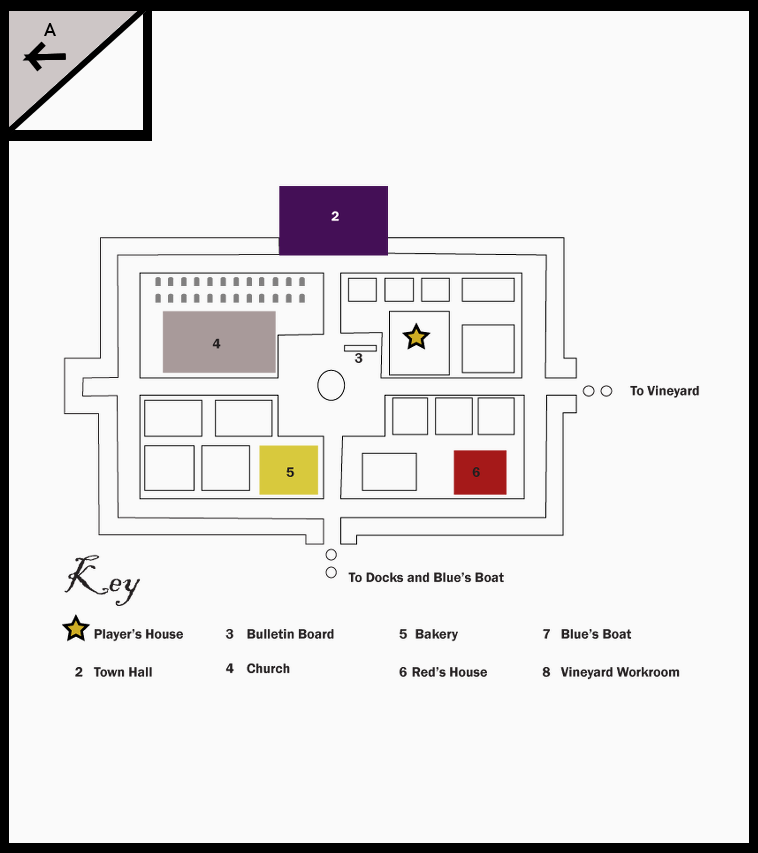 A
2
4
3
To Vineyard
5
6
To Docks and Blue's Boat
Key
Player's House 3 Bulletin Board 5 Bakery 7 Blue's Boat
2 Town Hall 4 Church 6 Red's House 8 Vineyard Workroom